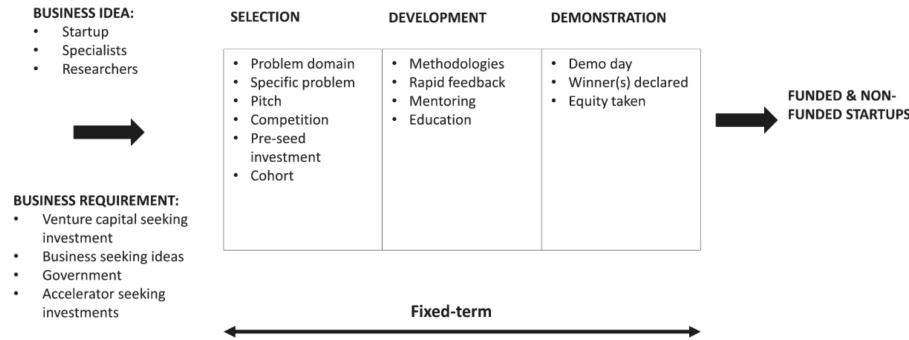 BUSINESS IDEA:
• Startup
• Specialists
• Researchers
BUSINESS REQUIREMENT:
• Venture capital seeking
investment
• Business seeking ideas
• Government
• Accelerator seeking
investments
SELECTION
• Problem domain
• Specific problem
• Pitch
• Competition
• Pre-seed
investment
• Cohort
DEVELOPMENT
• Methodologies
• Rapid feedback
• Mentoring
• Education
DEMONSTRATION
• Demo day
• Winner(s) declared
• Equity taken
FUNDED & NON-
FUNDED STARTUPS
Fixed-term